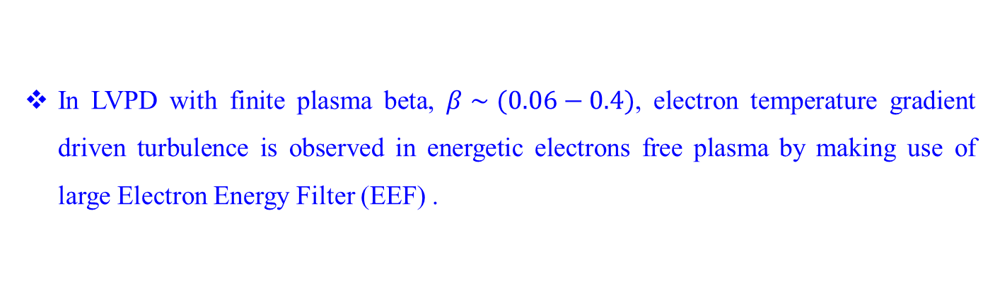 ❖ In LVPD with finite plasma beta, 𝛽 ~ (0.06 − 0.4), electron temperature gradient
driven turbulence is observed in energetic electrons free plasma by making use of
large Electron Energy Filter (EEF) .